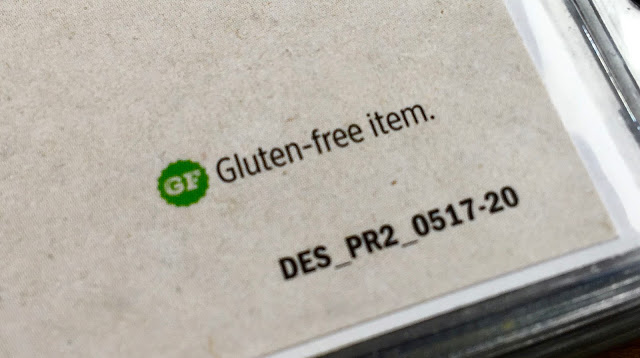 GF Gluten-free item.
DES_PR2_0517-20